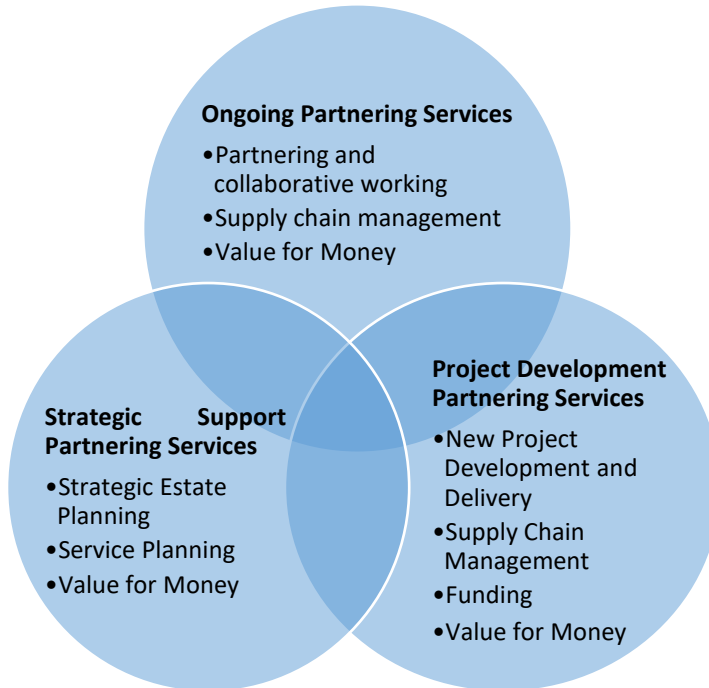 Ongoing Partnering Services
•Partnering and
collaborative working
•Supply chain management
•Value for Money
Strategic Support
Partnering Services
•Strategic Estate
Planning
•Service Planning
•Value for Money
Project Development
Partnering Services
•New Project
Development and
Delivery
•Supply Chain
Management
•Funding
•Value for Money